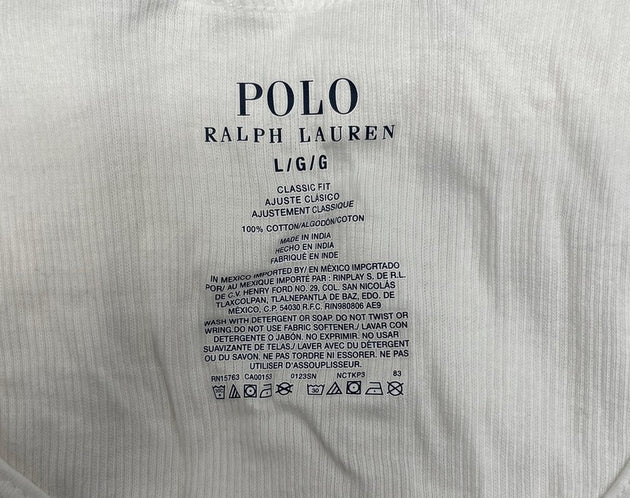 POLO
RALPH LAUREN
L/G/G
CLASSIC FIT
AJUSTE CLÁSICO
AJUSTEMENT CLASSIQUE
100% COTTON/ALGODÓN/COTON
MADE IN INDIA
HECHO EN INDIA
FABRIQUÉ EN INDE
IN MEXICO IMPORTED BY/ EN MÉXICO IMPORTADO
POR/ AU MEXIQUE IMPORTÉ PAR : RINPLAY S. DE R.L.
DE C.V. HENRY FORD NO. 29, COL. SAN NICOLÁS
TLAXCOLPAN, TLALNEPANTLA DE BAZ, EDO. DE
MÉXICO, C.P. 54030 R.F.C. RIN980806 AE9
WASH WITH DETERGENT OR SOAP. DO NOT TWIST OR
WRING.DO NOT USE FABRIC SOFTENER./ LAVAR CON
DETERGENTE O JABÓN. NO EXPRIMIR. NO USAR
SUAVIZANTE DE TELAS./ LAVER AVEC DU DÉTERGENT
OU DU SAVON. NE PAS TORDRE NI ESSORER. NE PAS
UTILISER D'ASSOUPLISSEUR.
RN15763 CA00153 0123SN NCTKP3 83
30